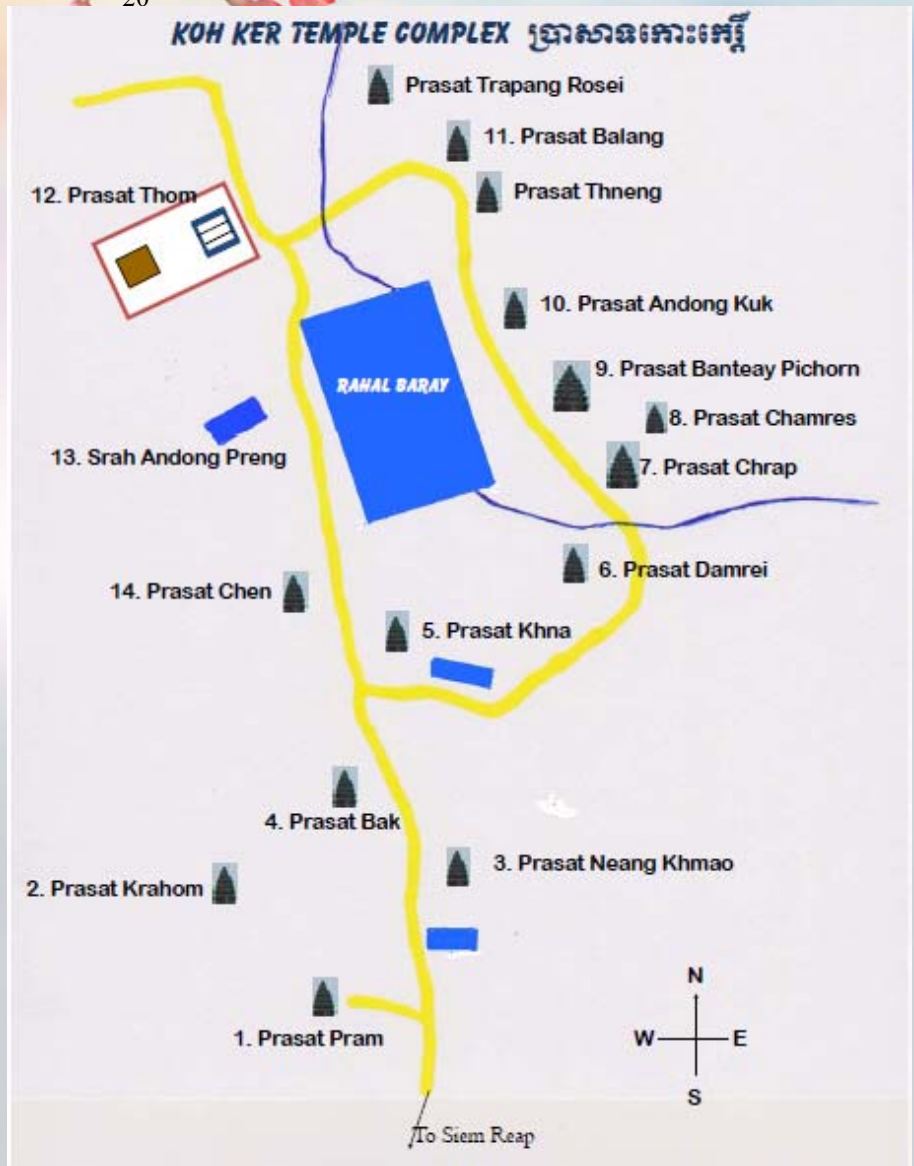 20
KOH KER TEMPLE COMPLEX ប្រាសាទកោះកេរ្តិ៍
Prasat Trapang Rosei
11. Prasat Balang
Prasat Thneng
12. Prasat Thom
10. Prasat Andong Kuk
RAHAL BARAY
9. Prasat Banteay Pichorn
8. Prasat Chamres
13. Srah Andong Preng
7. Prasat Chrap
6. Prasat Damrei
14. Prasat Chen
5. Prasat Khna
4. Prasat Bak
3. Prasat Neang Khmao
2. Prasat Krahom
N
W E
S
1. Prasat Pram
To Siem Reap